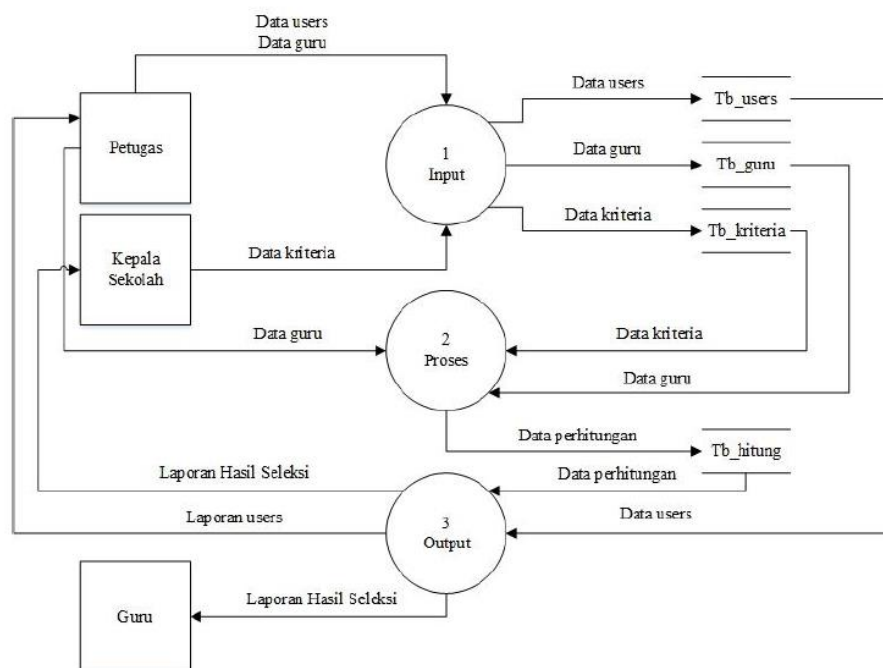 Data users
Data guru
Data users
Tb_users
Petugas
1
Input
Data guru
Tb_guru
Data kriteria
Tb_kriteria
Kepala
Sekolah
Data kriteria
Data guru
2
Proses
Data kriteria
Data guru
Data perhitungan
Tb_hitung
Laporan Hasil Seleksi
Data perhitungan
Laporan users
3
Output
Data users
Guru
Laporan Hasil Seleksi